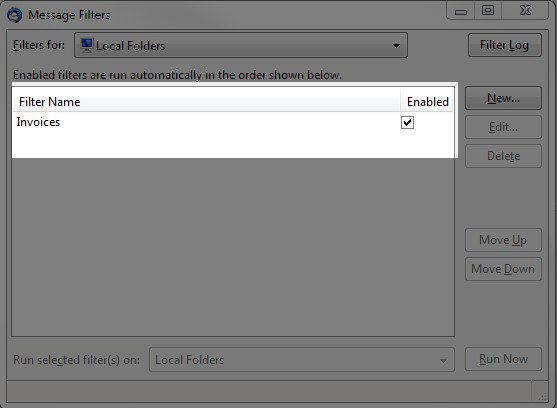 Message Filters
Filters for: Local Folders Filter Log
Enabled filters are run automatically in the order shown below.
Filter Name Enabled New...
Invoices Edit...
Delete
Move Up
Move Down
Run selected filter(s) on: Local Folders Run Now